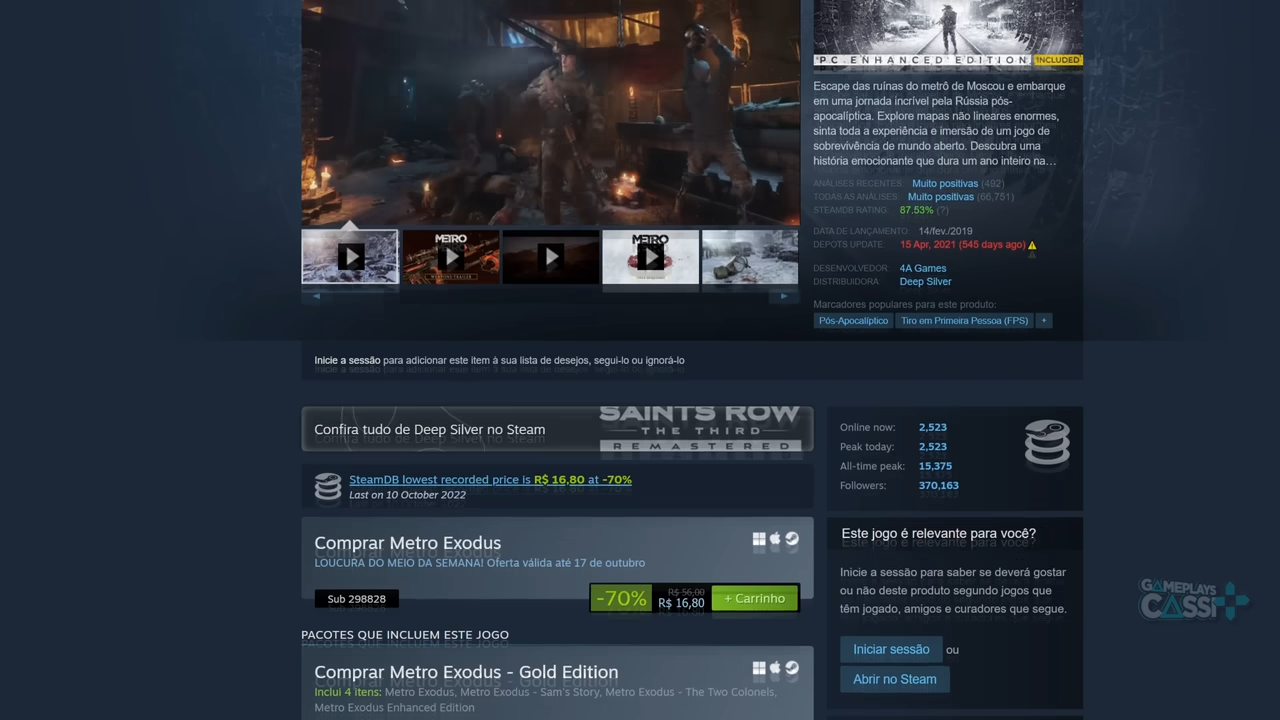 PC ENHANCED EDITION INCLUDED
Escape das ruínas do metrô de Moscou e embarque
em uma jornada incrível pela Rússia pós-
apocalíptica. Explore mapas não lineares enormes,
sinta toda a experiência e imersão de um jogo de
sobrevivência de mundo aberto. Descubra uma
história emocionante que dura um ano inteiro na…
ANÁLISES RECENTES: Muito positivas (492)
TODAS AS ANÁLISES: Muito positivas (66,751)
STEAMDB RATING: 87.53% (?)
DATA DE LANÇAMENTO: 14/fev./2019
DEPOTS UPDATE: 15 Apr, 2021 (545 days ago)
DESENVOLVEDOR: 4A Games
DISTRIBUIDORA: Deep Silver
Marcadores populares para este produto:
Pós-Apocalíptico Tiro em Primeira Pessoa (FPS) +
METRO
WEAPONS TRAILER
METRO
Inicie a sessão para adicionar este item à sua lista de desejos, segui-lo ou ignorá-lo
Confira tudo de Deep Silver no Steam
SAINTS ROW
THE THIRD
REMASTERED
SteamDB lowest recorded price is R$ 16,80 at -70%
Last on 10 October 2022
Comprar Metro Exodus
LOUCURA DO MEIO DA SEMANA! Oferta válida até 17 de outubro
Sub 298828
-70%
R$ 56,00
R$ 16,80
+ Carrinho
PACOTES QUE INCLUEM ESTE JOGO
Comprar Metro Exodus - Gold Edition
Inclui 4 itens: Metro Exodus, Metro Exodus - Sam's Story, Metro Exodus - The Two Colonels,
Metro Exodus Enhanced Edition
Online now: 2,523
Peak today: 2,523
All-time peak: 15,375
Followers: 370,163
Este jogo é relevante para você?
Inicie a sessão para saber se deverá gostar
ou não deste produto segundo jogos que
têm jogado, amigos e curadores que segue.
Iniciar sessão ou
Abrir no Steam
GAMEPLAYS
CASSI